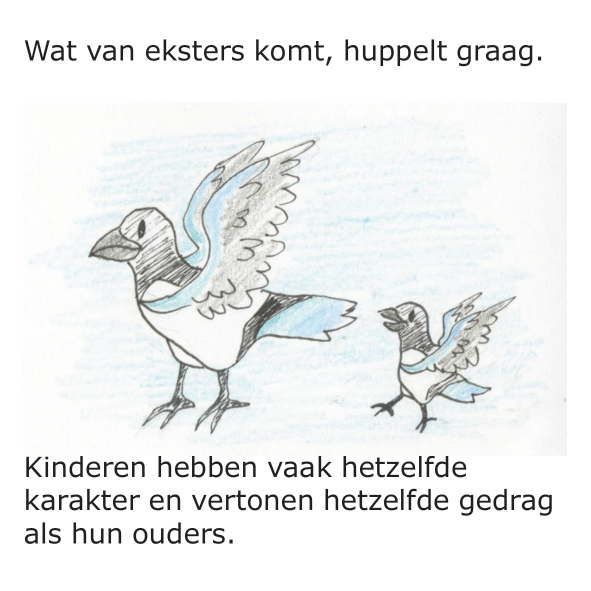 Wat van eksters komt, huppelt graag.
Kinderen hebben vaak hetzelfde
karakter en vertonen hetzelfde gedrag
als hun ouders.